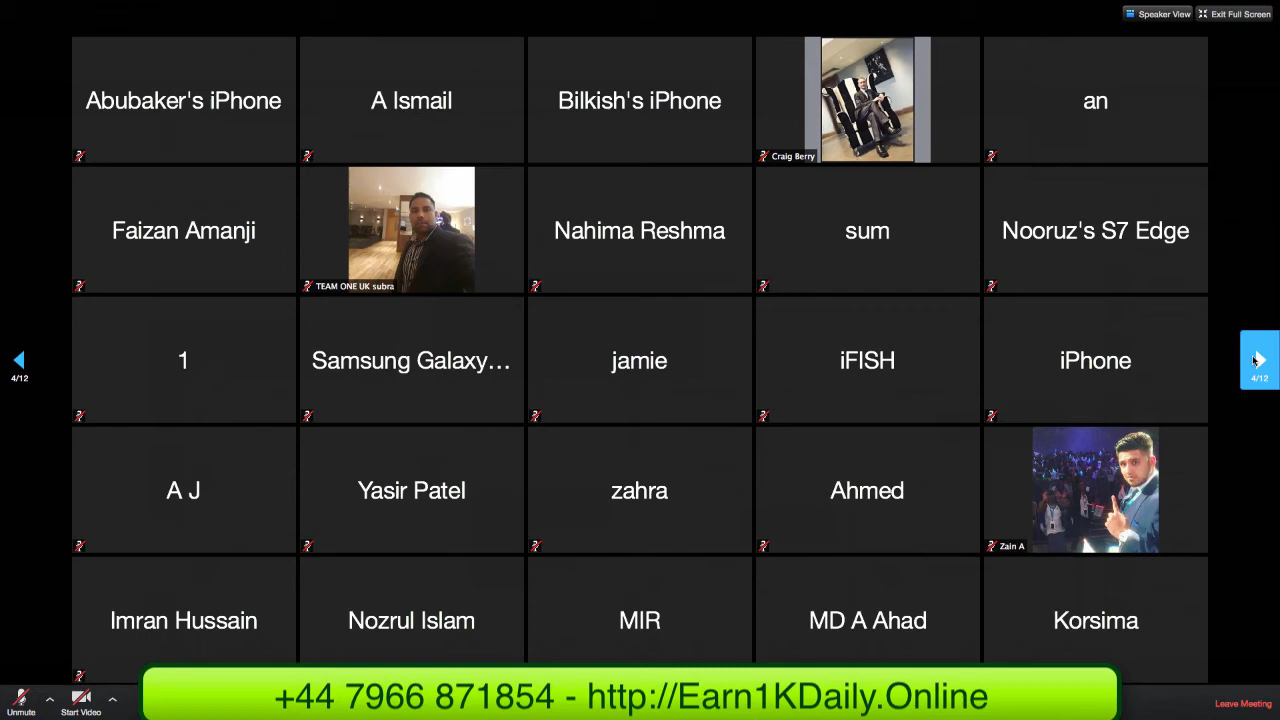 Speaker View
Exit Full Screen
Abubaker's iPhone
A Ismail
Bilkish's iPhone
Craig Berry
an
Faizan Amanji
TEAM ONE UK subra
Nahima Reshma
sum
Nooruz's S7 Edge
4/12
1
Samsung Galaxy…
jamie
iFISH
iPhone
4/12
A J
Yasir Patel
zahra
Ahmed
Zain A
Imran Hussain
Nozrul Islam
MIR
MD A Ahad
Korsima
Unmute
Start Video
+44 7966 871854 - http://Earn1KDaily.Online
Leave Meeting